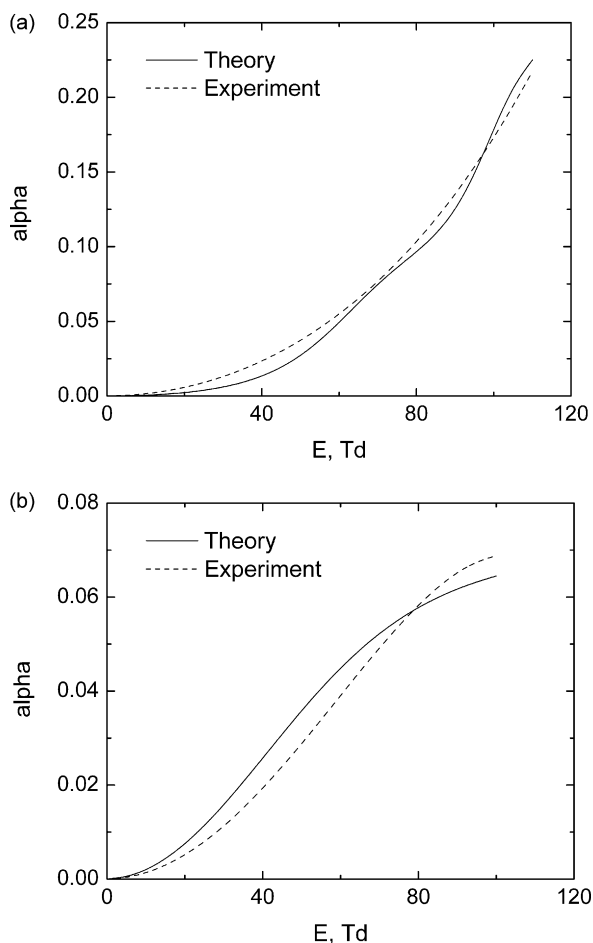 (a)
0.25
0.20
0.15
0.10
0.05
0.00
alpha
Theory
Experiment
0 40 80 120
E, Td
(b)
0.08
0.06
0.04
0.02
0.00
alpha
Theory
Experiment
0 40 80 120
E, Td